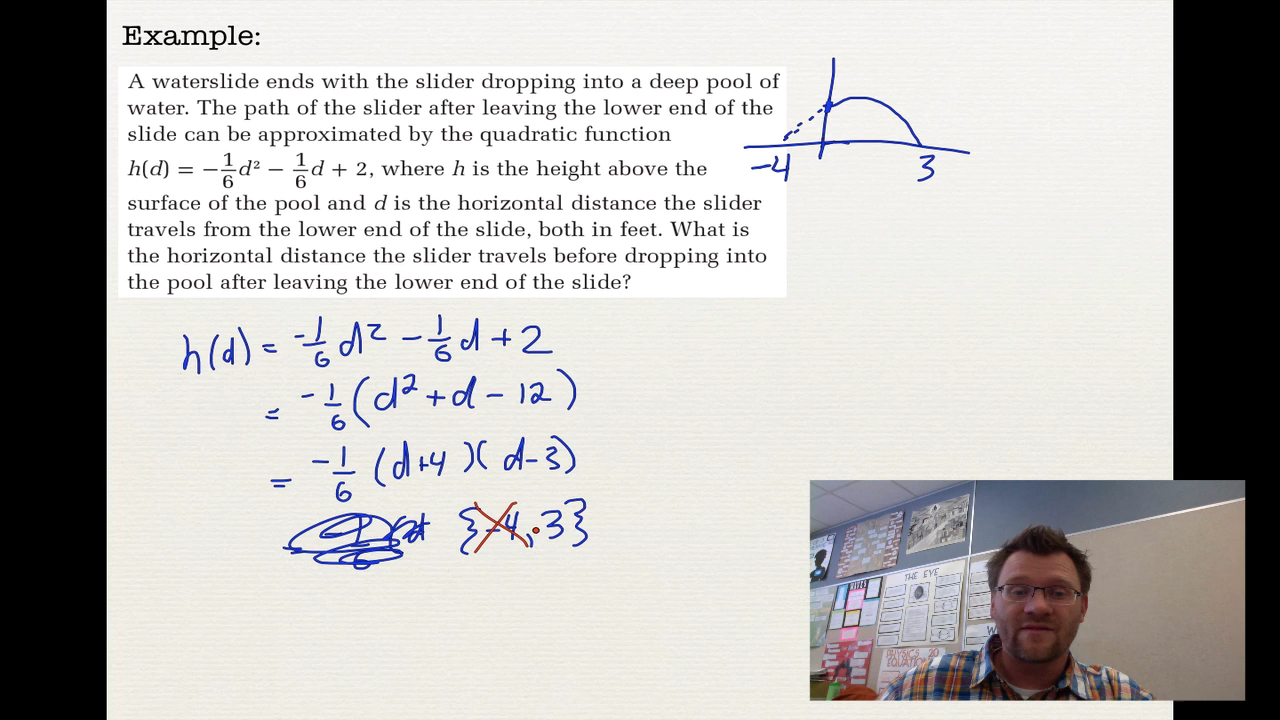 Example:
A waterslide ends with the slider dropping into a deep pool of
water. The path of the slider after leaving the lower end of the
slide can be approximated by the quadratic function
h(d) = −1/6d² − 1/6d + 2, where h is the height above the
surface of the pool and d is the horizontal distance the slider
travels from the lower end of the slide, both in feet. What is
the horizontal distance the slider travels before dropping into
the pool after leaving the lower end of the slide?
-4 3
h(d) = -1/6 d² - 1/6 d + 2
= -1/6 (d² + d - 12)
= -1/6 (d+4)(d-3)
{-4, 3}
THE EYE
PHYSICS 20
EQUATION